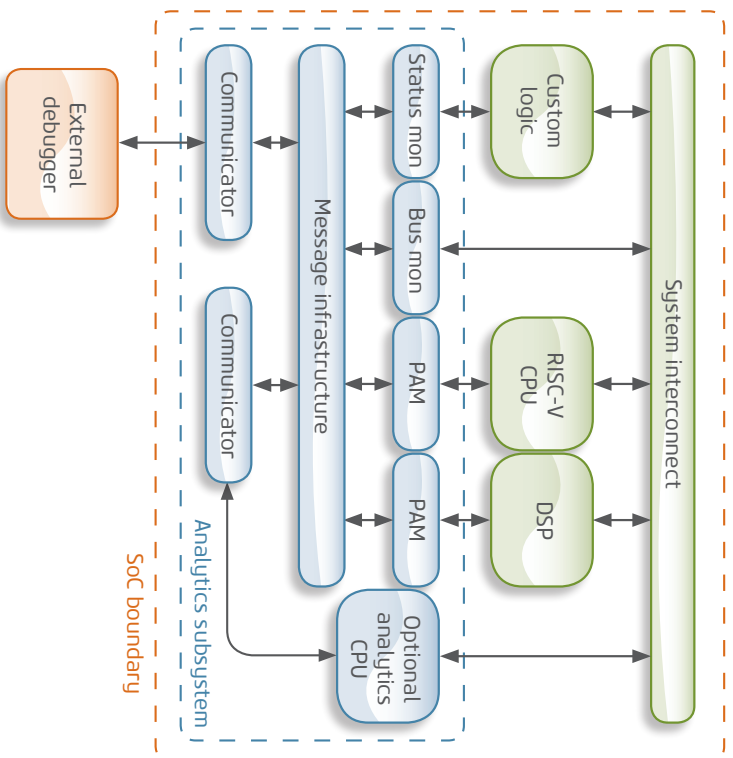 System interconnect
Custom
logic
RISC-V
CPU
DSP
Status mon
Bus mon
PAM
PAM
Optional
analytics
CPU
Message infrastructure
Communicator
Communicator
Analytics subsystem
SoC boundary
External
debugger